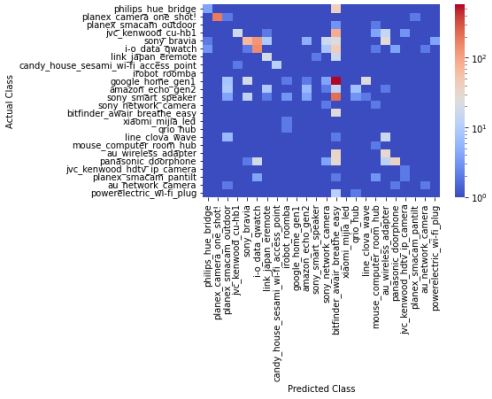 Actual Class
philips_hue_bridge
planex_camera_one_shot!
planex_smacam_outdoor
jvc_kenwood_cu-hb1
sony_bravia
i-o_data_qwatch
link_japan_eremote
candy_house_sesami_wi-fi_access_point
irobot_roomba
google_home_gen1
amazon_echo_gen2
sony_smart_speaker
sony_network_camera
bitfinder_awair_breathe_easy
xiaomi_mijia_led
qrio_hub
line_clova_wave
mouse_computer_room_hub
au_wireless_adapter
panasonic_doorphone
jvc_kenwood_hdtv_ip_camera
planex_smacam_pantilt
au_network_camera
powerelectric_wi-fi_plug
10²
10¹
10⁰
philips_hue_bridge
planex_camera_one_shot!
planex_smacam_outdoor
jvc_kenwood_cu-hb1
sony_bravia
i-o_data_qwatch
link_japan_eremote
candy_house_sesami_wi-fi_access_point
irobot_roomba
google_home_gen1
amazon_echo_gen2
sony_smart_speaker
sony_network_camera
bitfinder_awair_breathe_easy
xiaomi_mijia_led
qrio_hub
line_clova_wave
mouse_computer_room_hub
au_wireless_adapter
panasonic_doorphone
jvc_kenwood_hdtv_ip_camera
planex_smacam_pantilt
au_network_camera
powerelectric_wi-fi_plug
Predicted Class